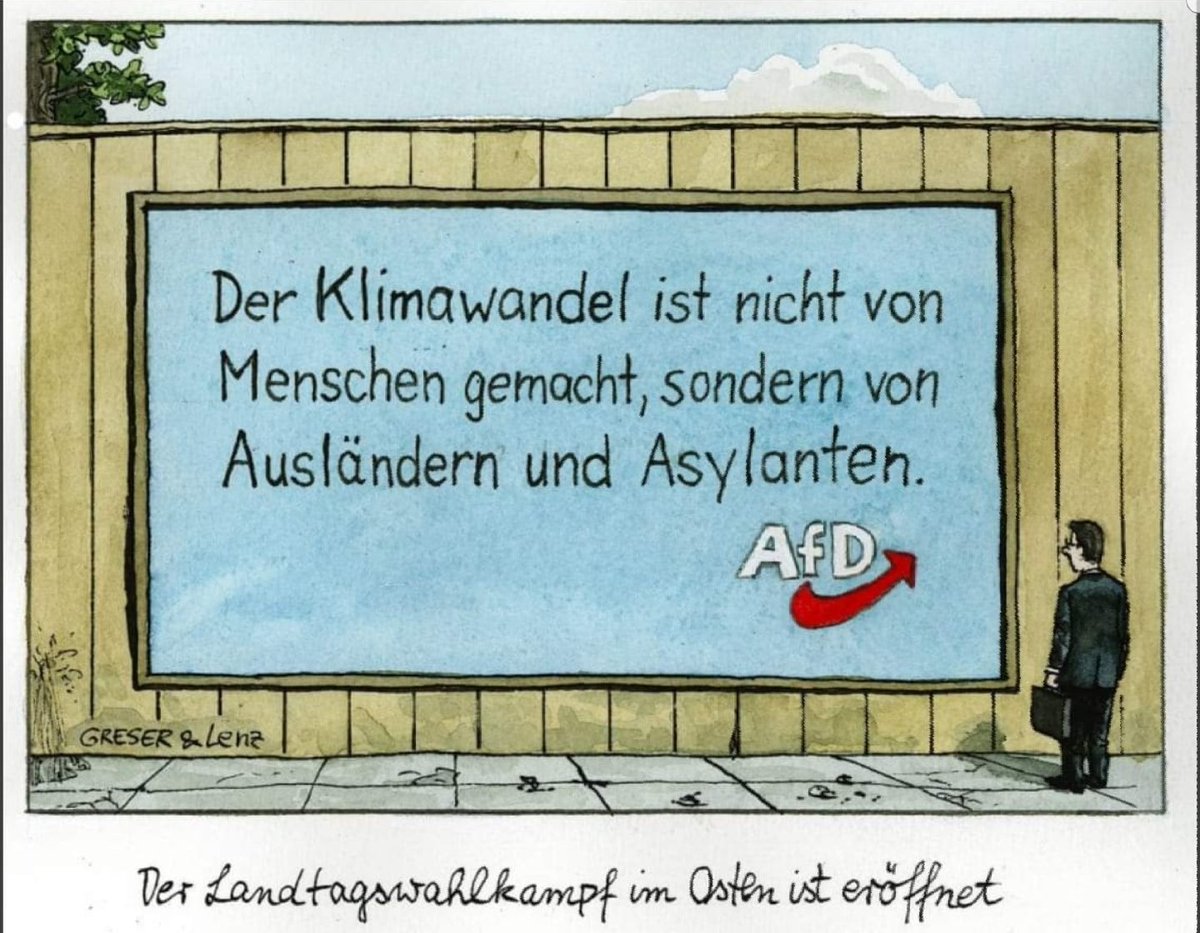 Der Klimawandel ist nicht von
Menschen gemacht, sondern von
Ausländern und Asylanten.
AfD
GRESER & Lenz
Der Landtagswahlkampf im Osten ist eröffnet